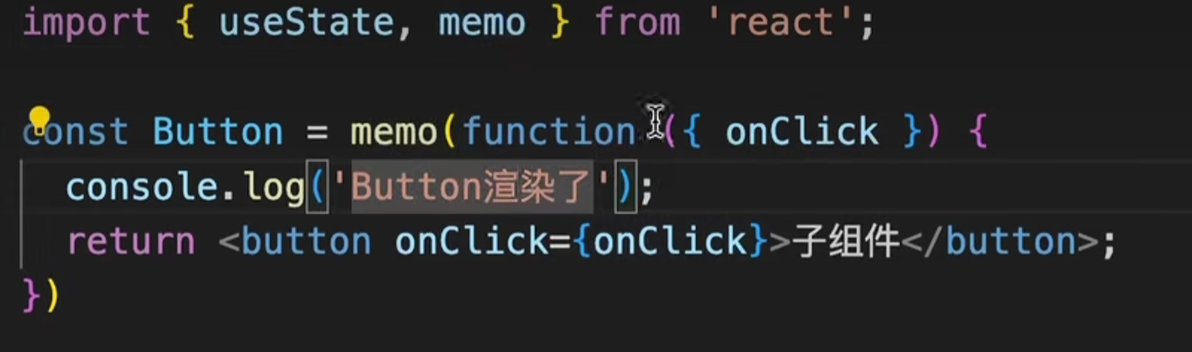 import { useState, memo } from 'react';
const Button = memo(function ({ onClick }) {
console.log('Button渲染了');
return <button onClick={onClick}>子组件</button>;
})